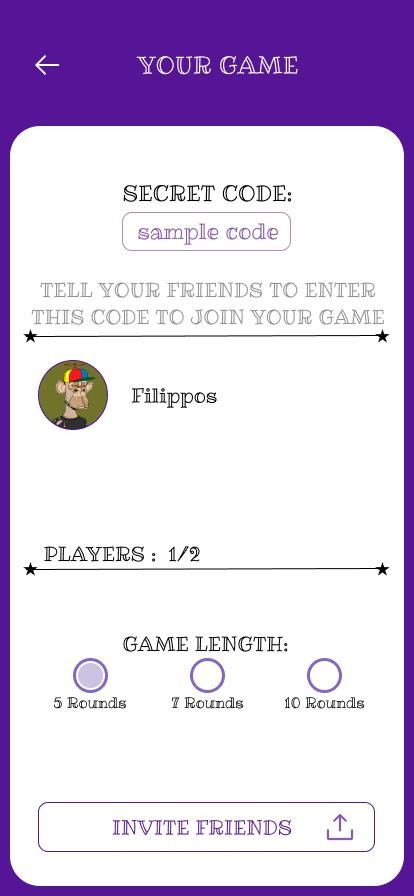 YOUR GAME
SECRET CODE:
sample code
TELL YOUR FRIENDS TO ENTER
THIS CODE TO JOIN YOUR GAME
Filippos
PLAYERS : 1/2
GAME LENGTH:
5 Rounds 7 Rounds 10 Rounds
INVITE FRIENDS